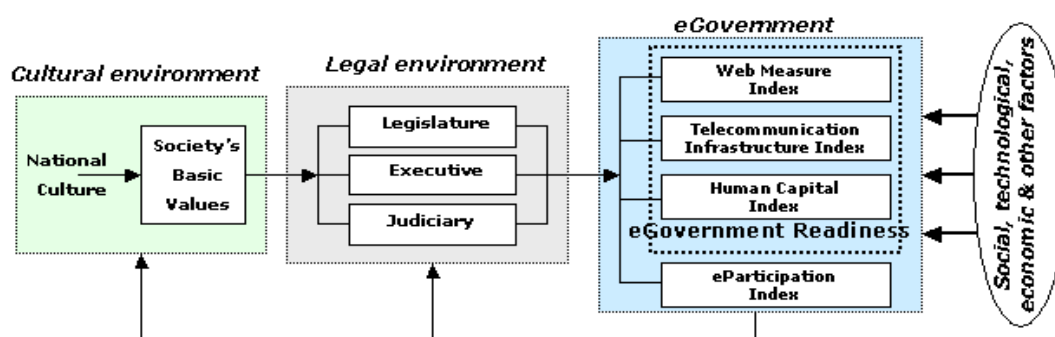 Cultural environment
National
Culture
Society's
Basic
Values
Legal environment
Legislature
Executive
Judiciary
eGovernment
Web Measure
Index
Telecommunication
Infrastructure Index
Human Capital
Index
eGovernment Readiness
eParticipation
Index
Social, technological,
economic & other factors